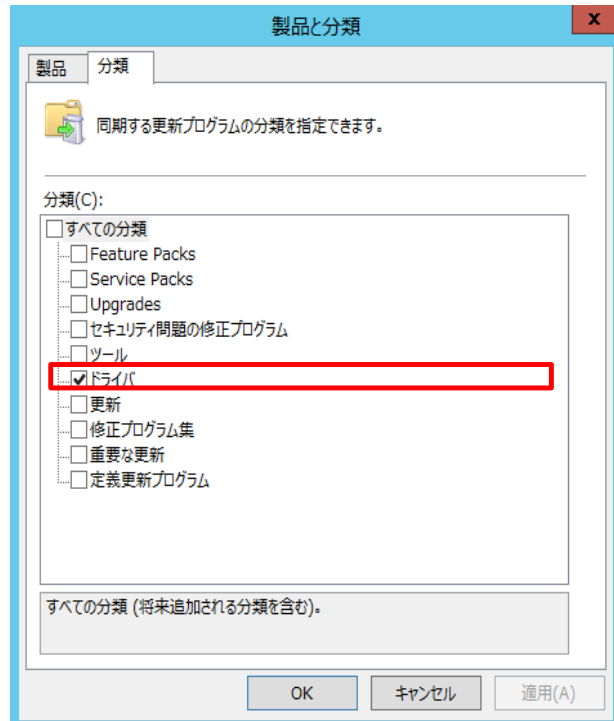 製品と分類
x
製品
分類
同期する更新プログラムの分類を指定できます。
分類(C):
すべての分類
Feature Packs
Service Packs
Upgrades
セキュリティ問題の修正プログラム
ツール
ドライバ
更新
修正プログラム集
重要な更新
定義更新プログラム
すべての分類 (将来追加される分類を含む)。
OK
キャンセル
適用(A)